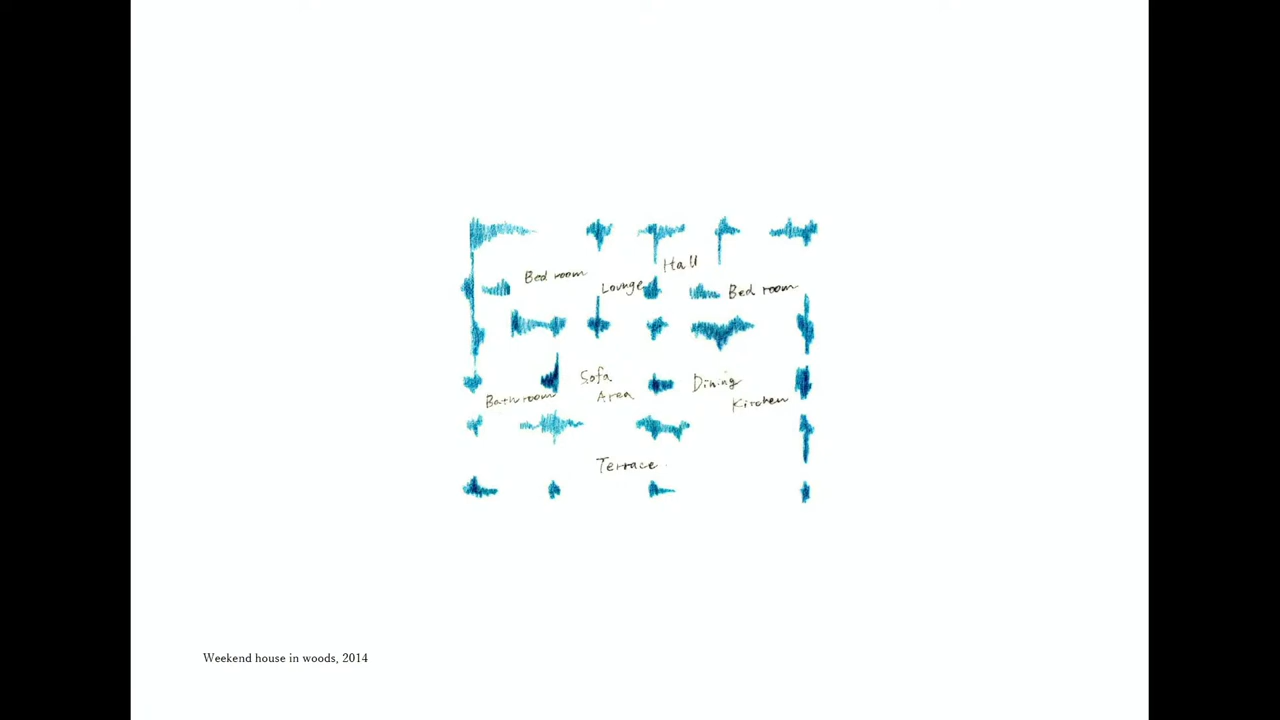 Hall
Bed room
Lounge
Bed room
Sofa
Area
Dining
Bathroom
Kitchen
Terrace
Weekend house in woods, 2014